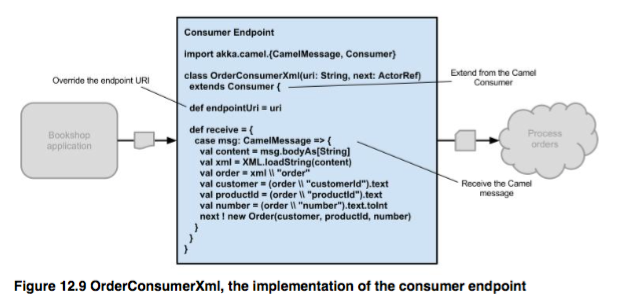 Consumer Endpoint
import akka.camel.{CamelMessage, Consumer}
class OrderConsumerXml(uri: String, next: ActorRef)
extends Consumer {
def endpointUri = uri
def receive = {
case msg: CamelMessage => {
val content = msg.bodyAs[String]
val xml = XML.loadString(content)
val order = xml \\ "order"
val customer = (order \\ "customerId").text
val productId = (order \\ "productId").text
val number = (order \\ "number").text.toInt
next ! new Order(customer, productId, number)
}
}
}
Override the endpoint URI
Extend from the Camel
Consumer
Bookshop
application
Process
orders
Receive the Camel
message
Figure 12.9 OrderConsumerXml, the implementation of the consumer endpoint